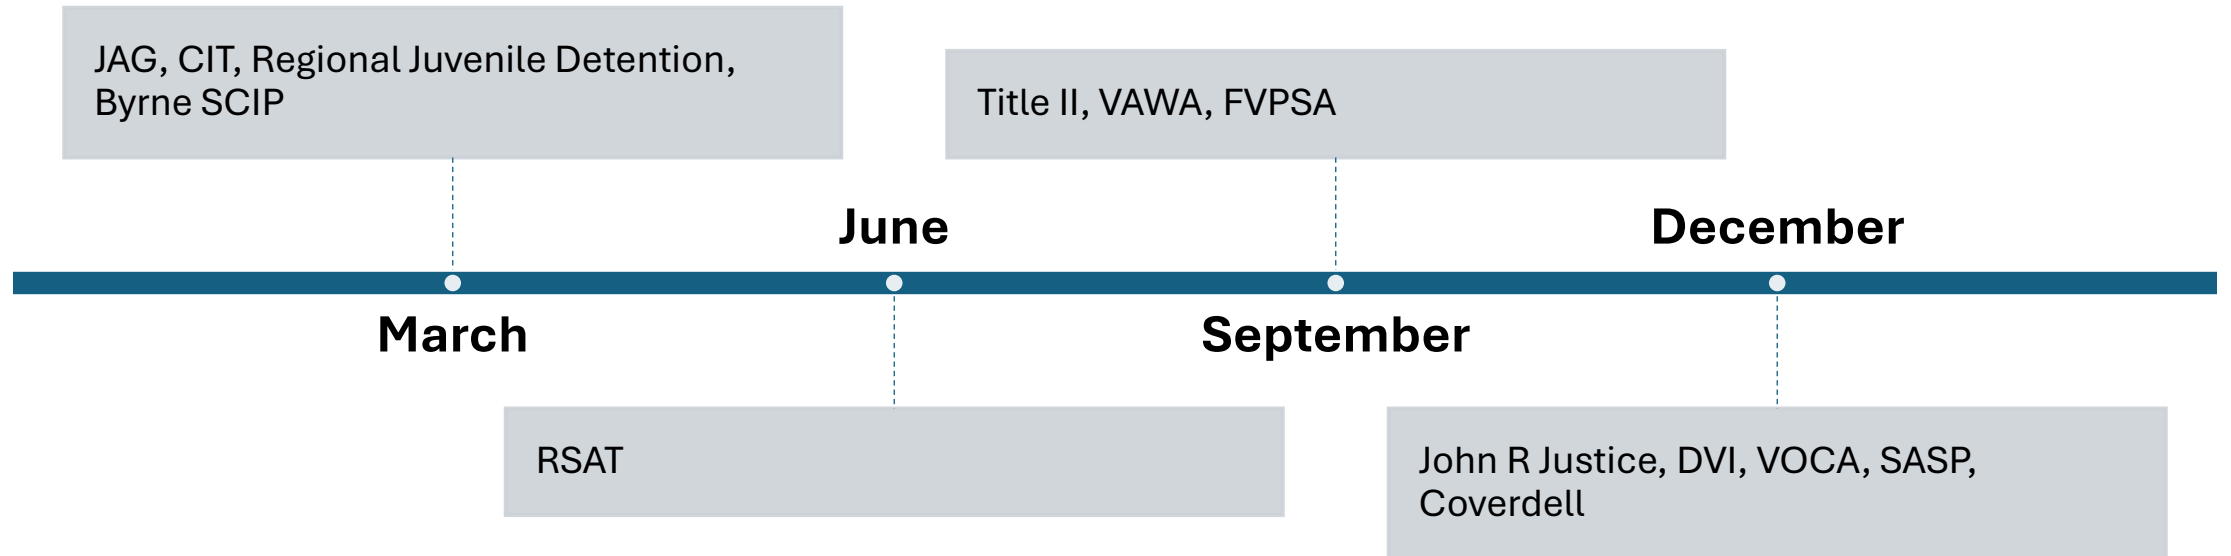 JAG, CIT, Regional Juvenile Detention,
Byrne SCIP
Title II, VAWA, FVPSA
June
December
March
September
RSAT
John R Justice, DVI, VOCA, SASP,
Coverdell